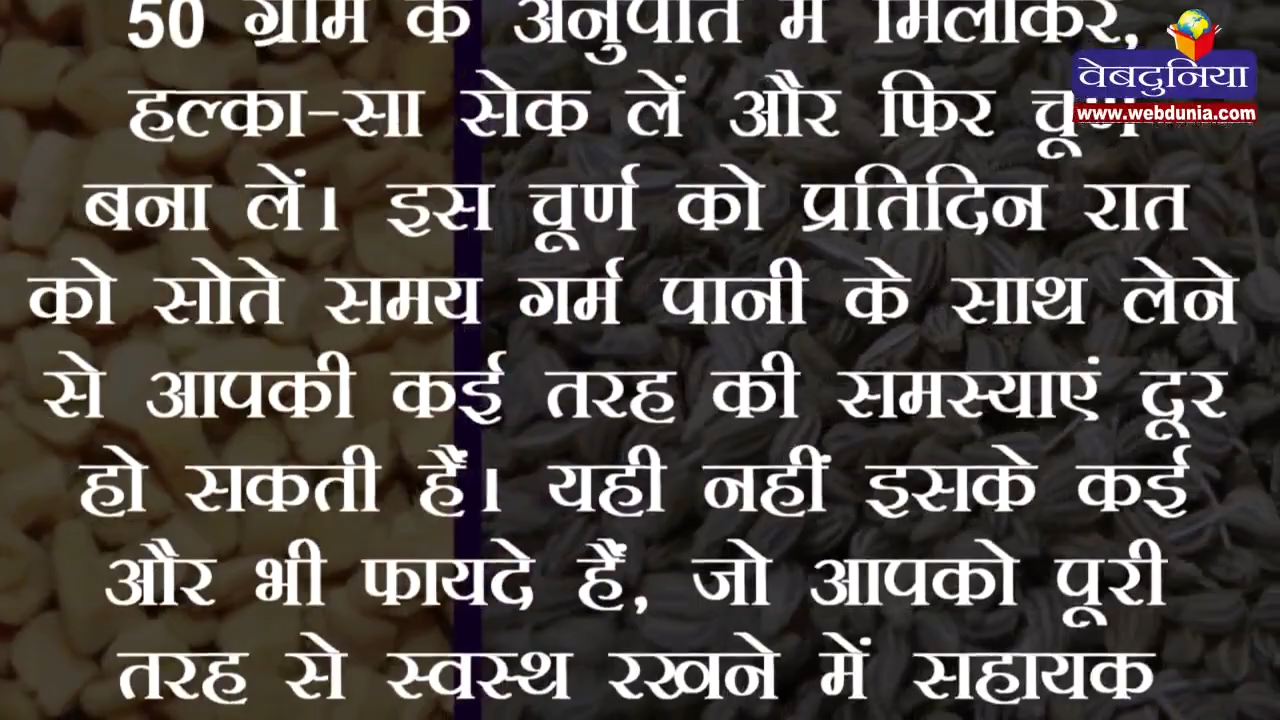 50 ग्राम के अनुपात में मिलाकर,
हल्का-सा सेक लें और फिर चूर्ण
बना लें। इस चूर्ण को प्रतिदिन रात
को सोते समय गर्म पानी के साथ लेने
से आपकी कई तरह की समस्याएं दूर
हो सकती हैं। यही नहीं इसके कई
और भी फायदे हैं, जो आपको पूरी
तरह से स्वस्थ रखने में सहायक
वेबदुनिया
www.webdunia.com